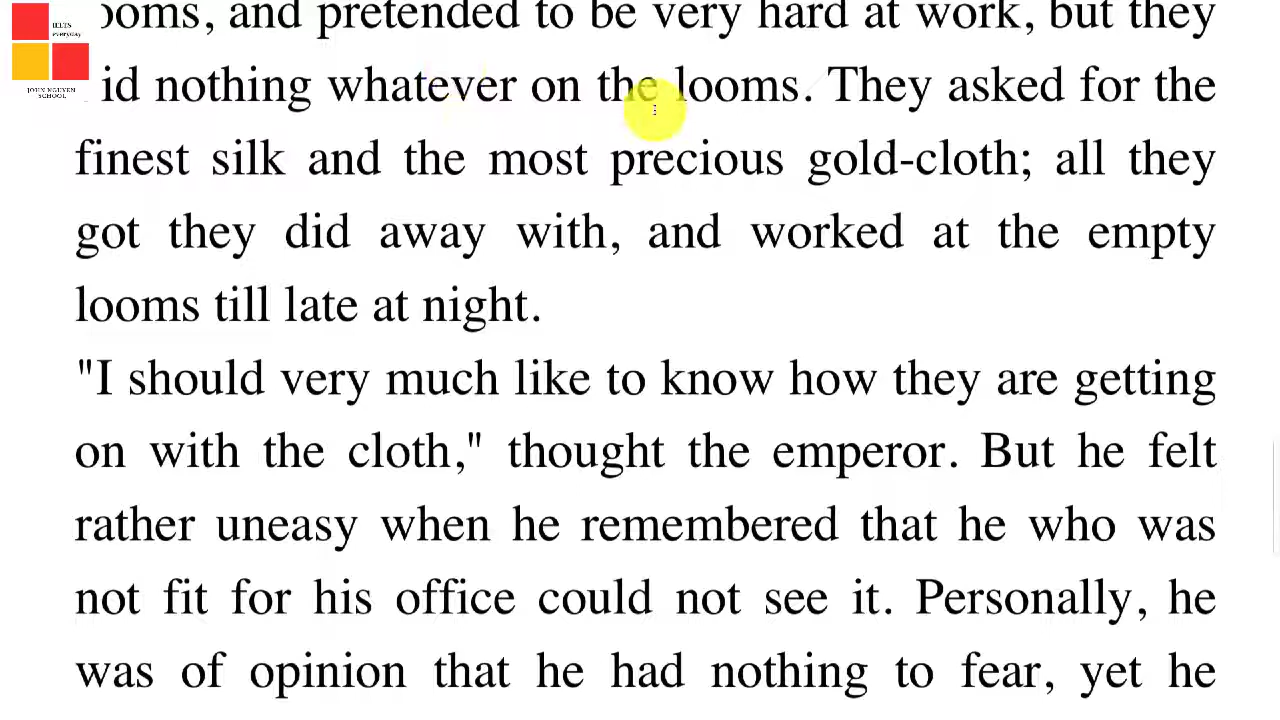 IELTS
everyday
JOHN NGUYEN
SCHOOL
ooms, and pretended to be very hard at work, but they
id nothing whatever on the looms. They asked for the
finest silk and the most precious gold-cloth; all they
got they did away with, and worked at the empty
looms till late at night.
"I should very much like to know how they are getting
on with the cloth," thought the emperor. But he felt
rather uneasy when he remembered that he who was
not fit for his office could not see it. Personally, he
was of opinion that he had nothing to fear, yet he